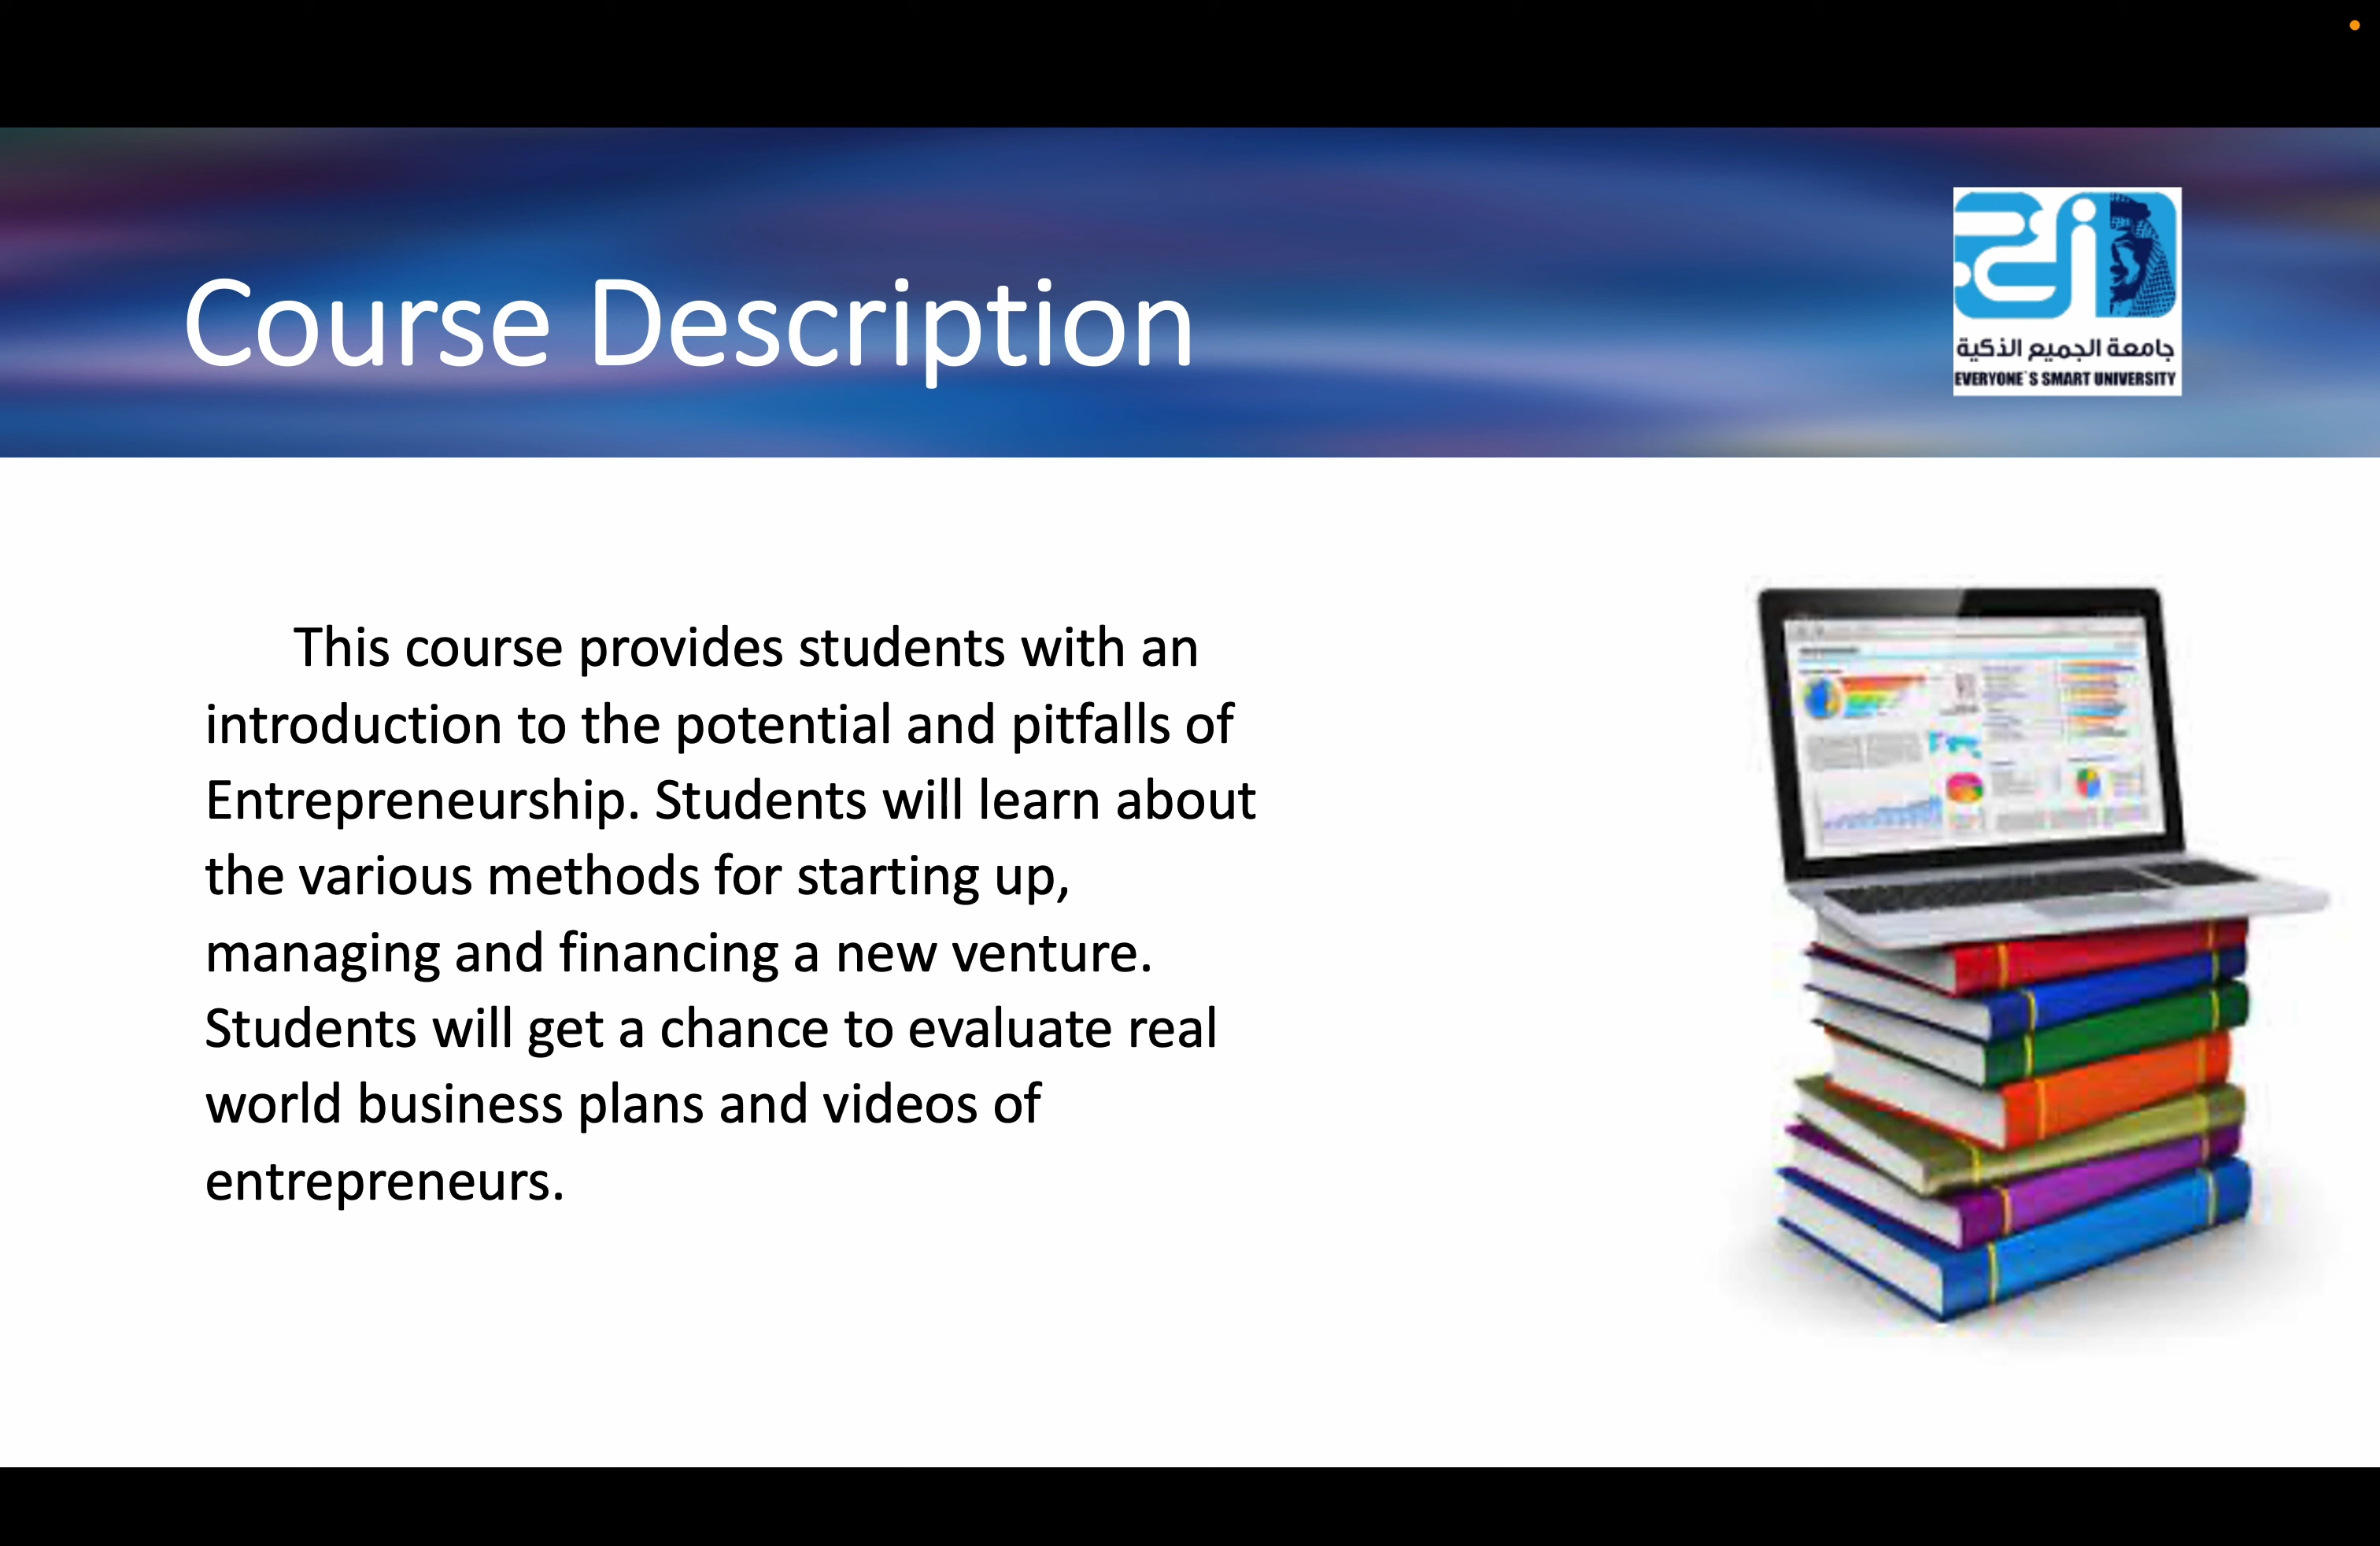 Course Description
جامعة الجميع الذكية
EVERYONE`S SMART UNIVERSITY
This course provides students with an
introduction to the potential and pitfalls of
Entrepreneurship. Students will learn about
the various methods for starting up,
managing and financing a new venture.
Students will get a chance to evaluate real
world business plans and videos of
entrepreneurs.